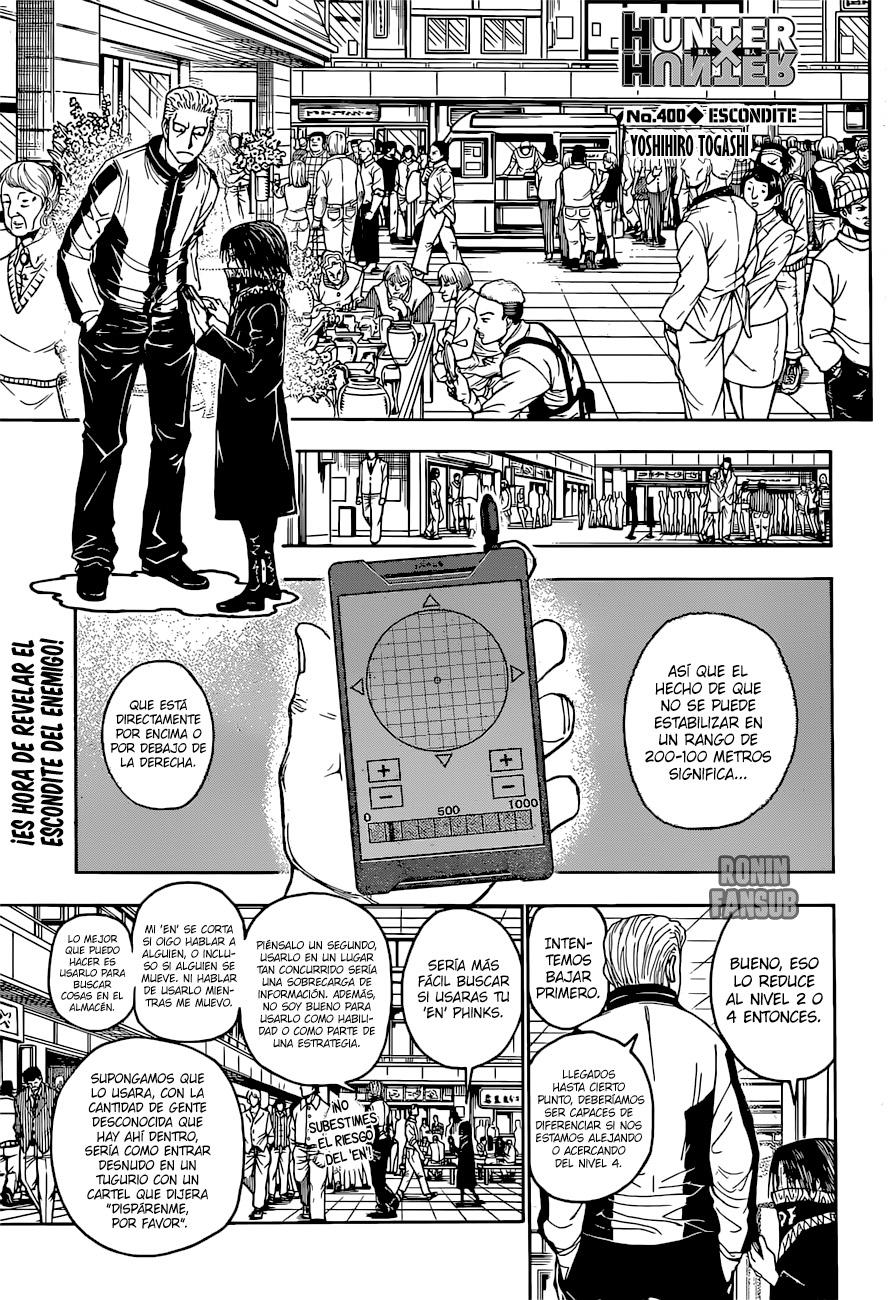 HUNTER
×
HUNTER
No.400◆ ESCONDITE
YOSHIHIRO TOGASHI
¡ES HORA DE REVELAR EL
ESCONDITE DEL ENEMIGO!
ASÍ QUE EL
HECHO DE QUE
NO SE PUEDE
ESTABILIZAR EN
UN RANGO DE
200-100 METROS
SIGNIFICA...
QUE ESTÁ
DIRECTAMENTE
POR ENCIMA O
POR DEBAJO DE
LA DERECHA.
+
−
+
−
0 500 1000
RONIN
FANSUB
BUENO, ESO
LO REDUCE
AL NIVEL 2 O
4 ENTONCES.
INTEN-
TEMOS
BAJAR
PRIMERO.
LLEGADOS
HASTA CIERTO
PUNTO, DEBERÍAMOS
SER CAPACES DE
DIFERENCIAR SI NOS
ESTAMOS ALEJANDO
O ACERCANDO
DEL NIVEL 4.
SERÍA MÁS
FÁCIL BUSCAR
SI USARAS TU
'EN' PHINKS.
PIÉNSALO UN SEGUNDO,
USARLO EN UN LUGAR
TAN CONCURRIDO SERÍA
UNA SOBRECARGA DE
INFORMACIÓN. ADEMÁS,
NO SOY BUENO PARA
USARLO COMO HABILI-
DAD O COMO PARTE DE
UNA ESTRATEGIA.
MI 'EN' SE CORTA
SI OIGO HABLAR A
ALGUIEN, O INCLU-
SO SI ALGUIEN SE
MUEVE. NI HABLAR
DE USARLO MIEN-
TRAS ME MUEVO.
LO MEJOR
QUE PUEDO
HACER ES
USARLO PARA
BUSCAR
COSAS EN EL
ALMACÉN.
SUPONGAMOS QUE
LO USARA, CON LA
CANTIDAD DE GENTE
DESCONOCIDA QUE
HAY AHÍ DENTRO,
SERÍA COMO ENTRAR
DESNUDO EN UN
TUGURIO CON UN
CARTEL QUE DIJERA
"DISPÁRENME,
POR FAVOR".
¡NO
SUBESTIMES
EL RIESGO
DEL 'EN'!